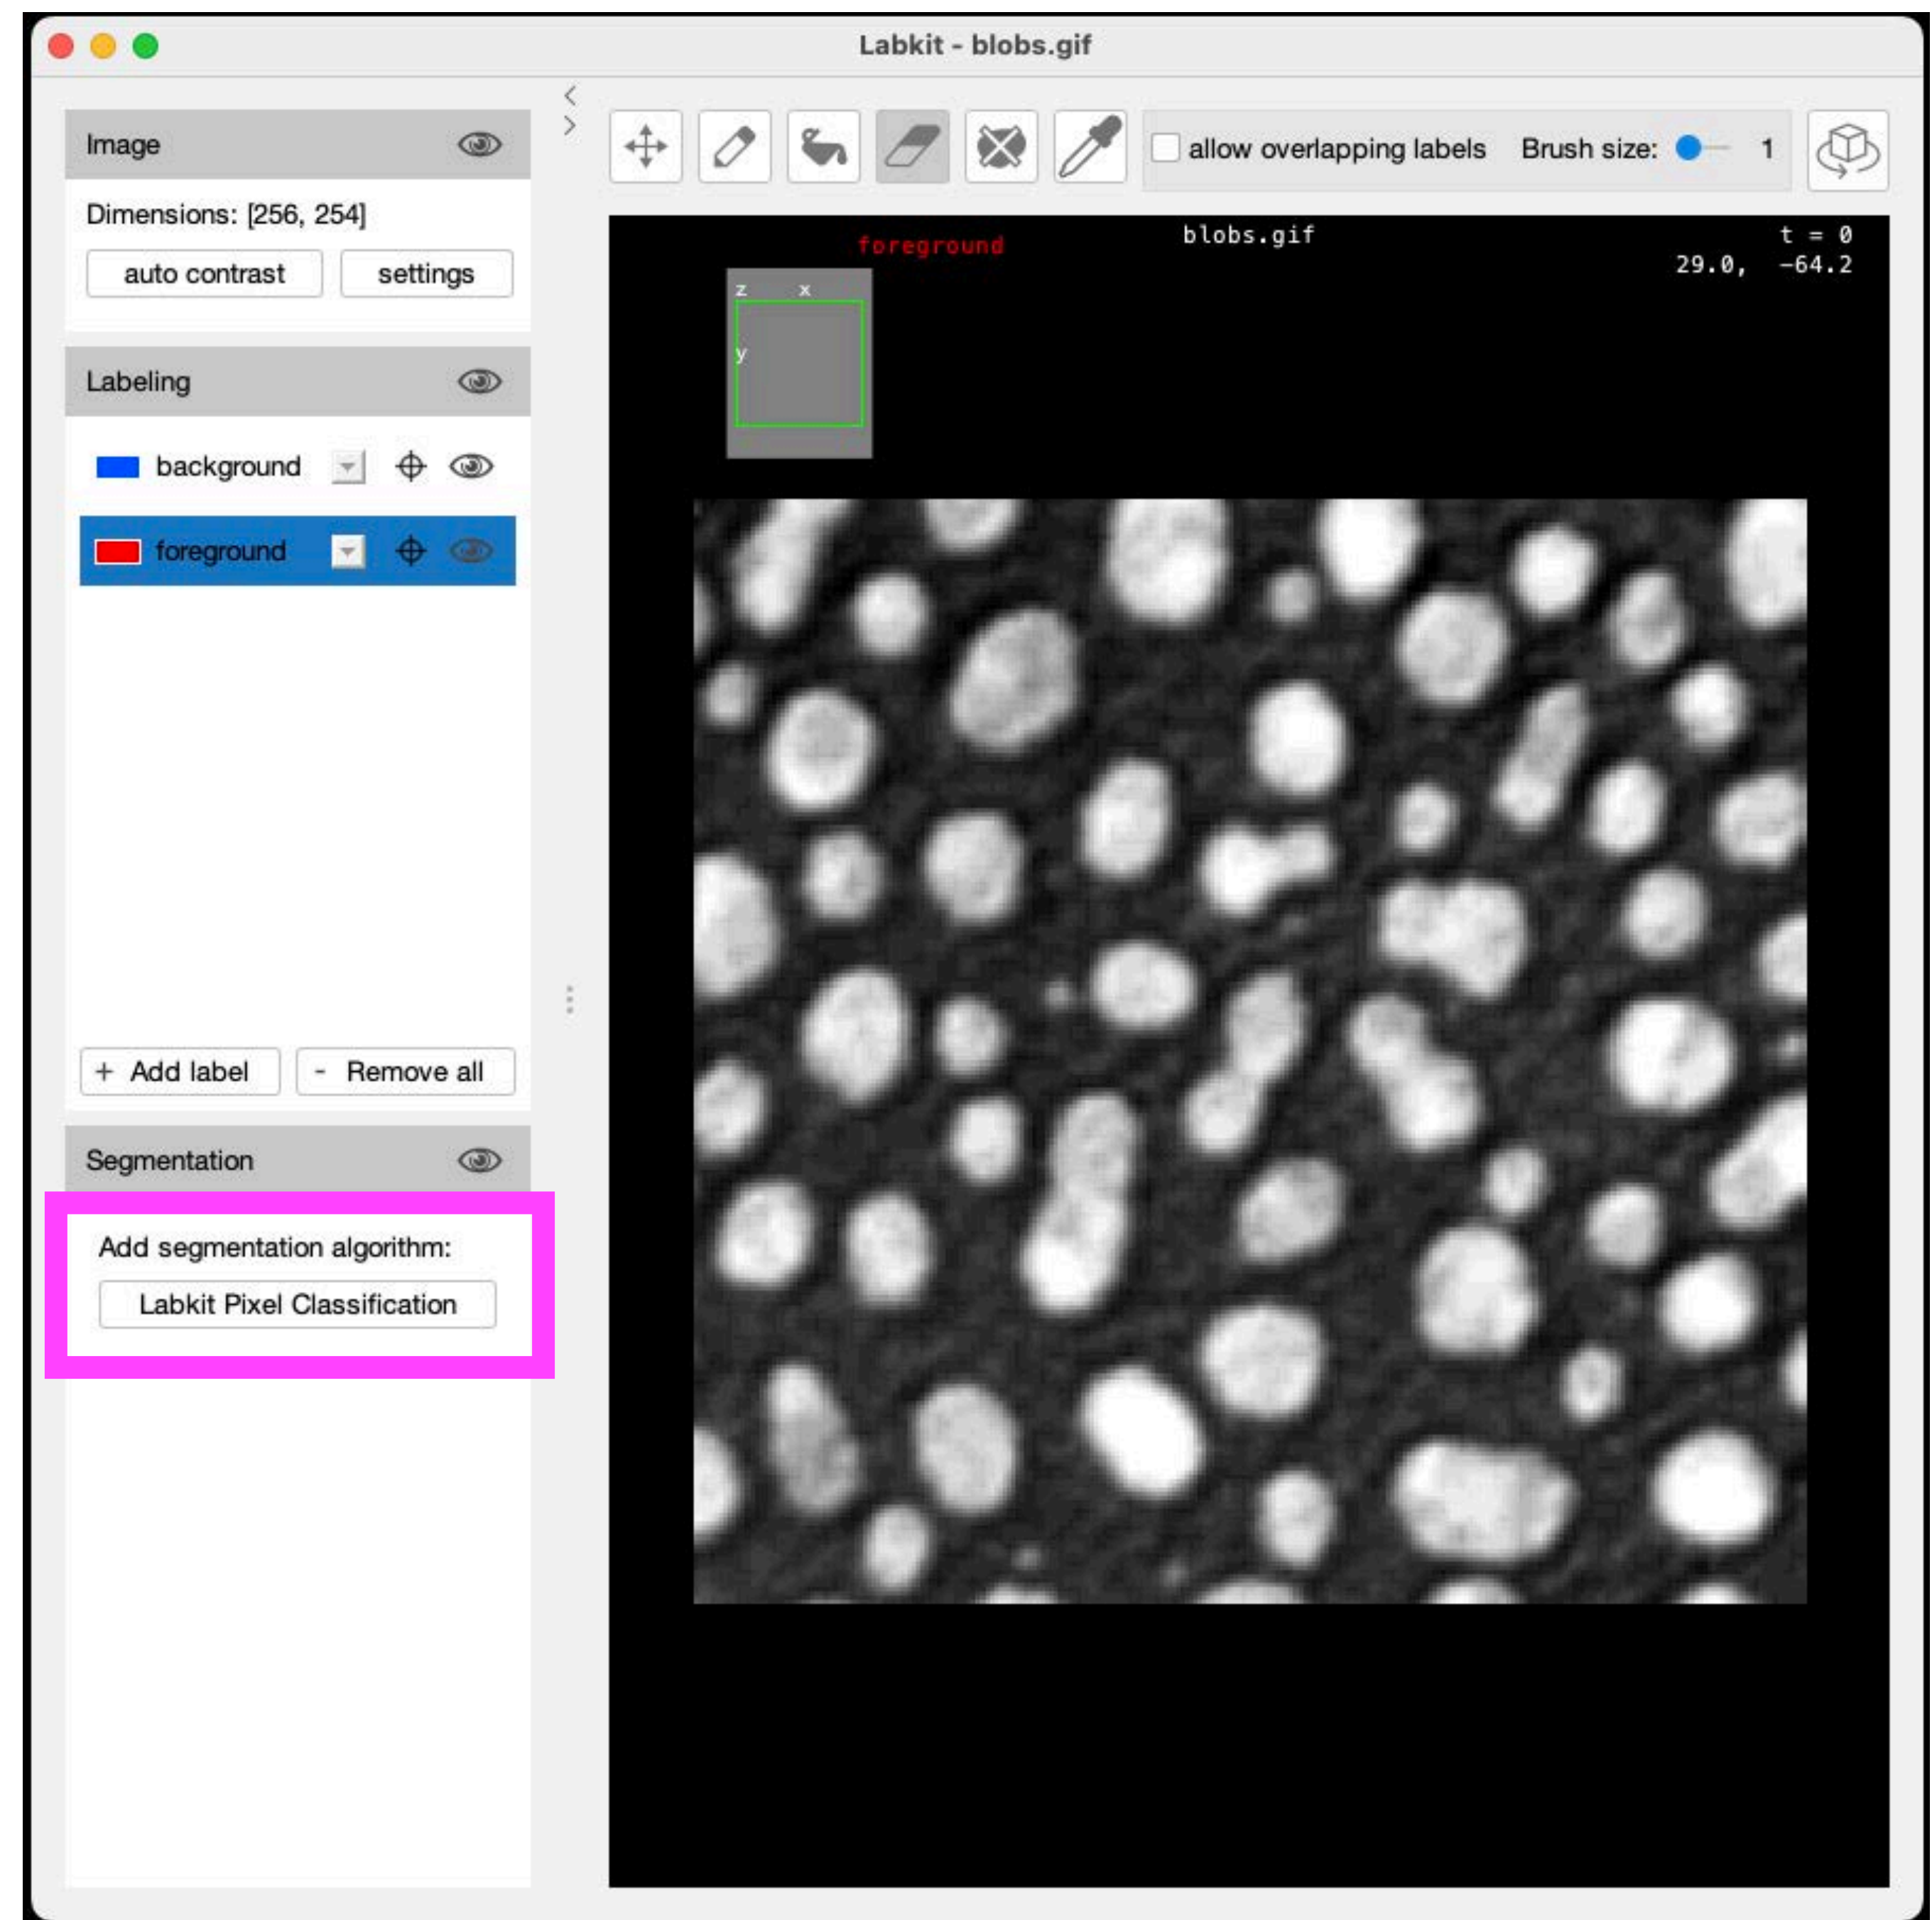 Labkit - blobs.gif
Image
Dimensions: [256, 254]
auto contrast settings
Labeling
background
foreground
+ Add label - Remove all
Segmentation
Add segmentation algorithm:
Labkit Pixel Classification
allow overlapping labels Brush size: 1
foreground blobs.gif t = 0
29.0, -64.2
z x
y